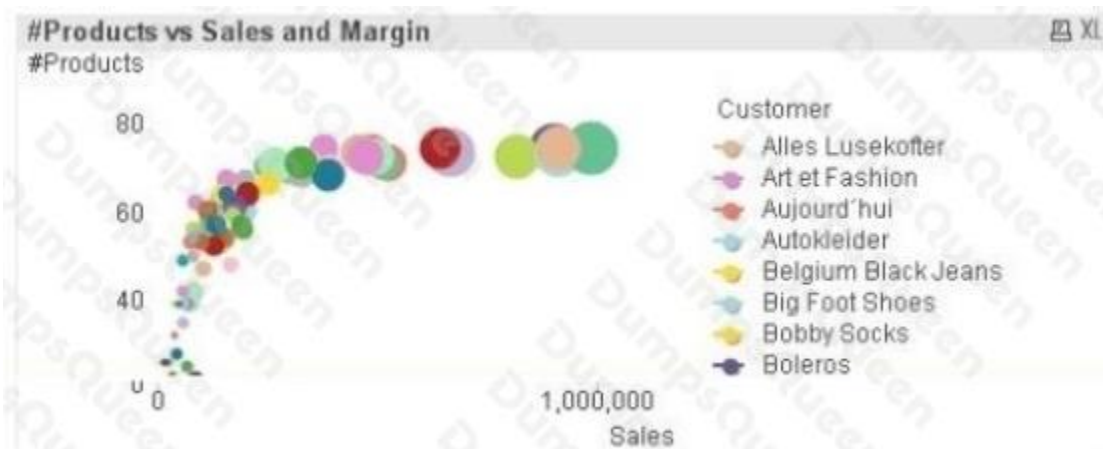 #Products vs Sales and Margin
XL
#Products
80
60
40
0
0
1,000,000
Sales
Customer
Alles Lusekofter
Art et Fashion
Aujourd´hui
Autokleider
Belgium Black Jeans
Big Foot Shoes
Bobby Socks
Boleros
DumpsQueen